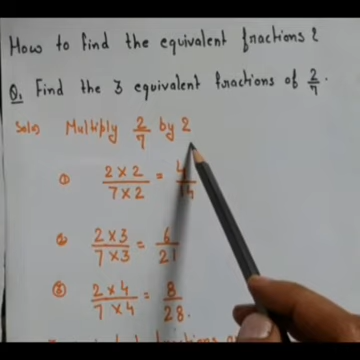 How to find the equivalent fractions?
Q. Find the 3 equivalent fractions of 2/7.
Soln Multiply 2/7 by 2
① 2×2/7×2 = 4/14
② 2×3/7×3 = 6/21
③ 2×4/7×4 = 8/28.